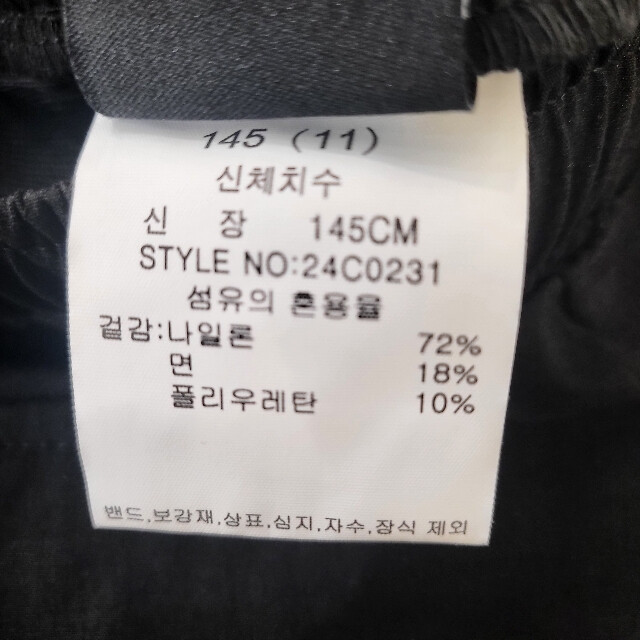 145 (11)
신체치수
신 장 145CM
STYLE NO:24C0231
섬유의 혼용율
겉감:나일론 72%
면 18%
폴리우레탄 10%
밴드,보강재,상표,심지,자수,장식 제외